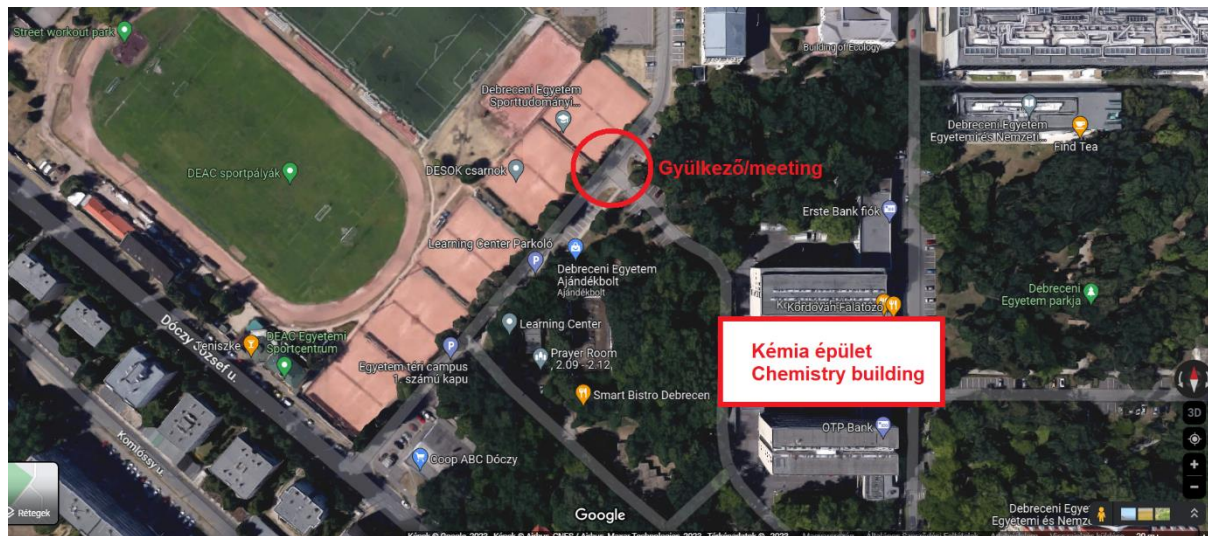 Street workout park
Building of Ecology
Debreceni Egyetem
Sporttudományi...
Debreceni Egyetem
Egyetemi és Nemzeti...
Find Tea
DEAC sportpályák
DESOK csarnok
Gyülkező/meeting
Erste Bank fiók
Learning Center Parkoló
Debreceni Egyetem
Ajándékbolt
Ajándékbolt
Debreceni
Egyetem parkja
Kordován Falatozó
Learning Center
Dóczy József u.
Teniszke
DEAC Egyetemi
Sportcentrum
Prayer Room
, 2.09 - 2.12,
Egyetem téri campus
1. számú kapu
Kémia épület
Chemistry building
Smart Bistro Debrecen
3D
OTP Bank
Komlóssy u.
Coop ABC Dóczy
Rétegek
Google
Debreceni Egye
Egyetemi és Nemz